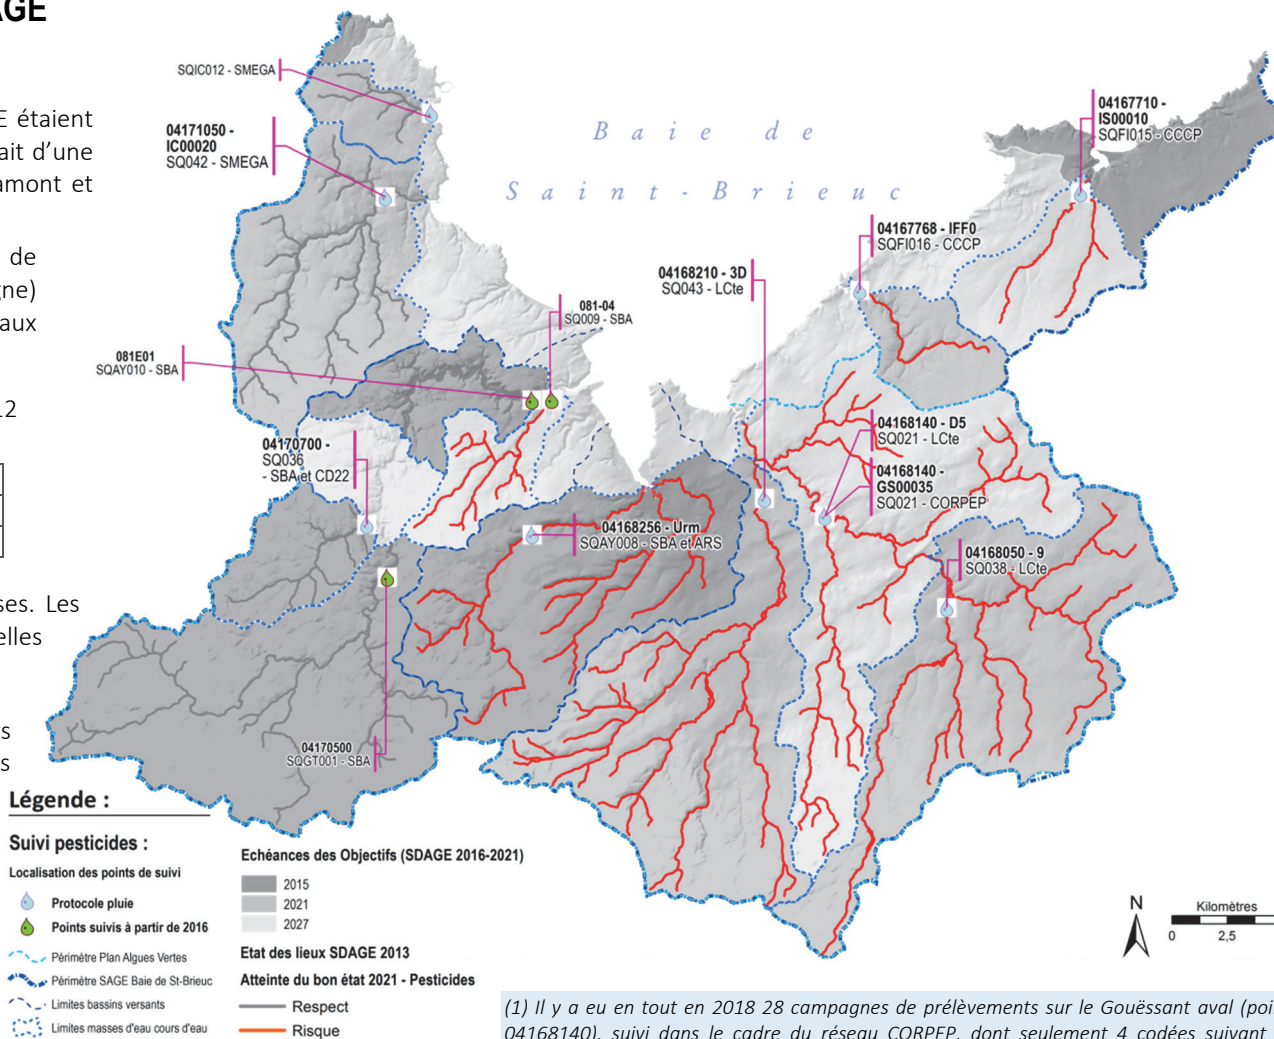 AGE
E étaient
ait d’une
amont et
de
gne)
aux
12
ses. Les
elles
rs
s
Baie de
Saint-Brieuc
SQIC012 - SMEGA
04171050 -
IC00020
SQ042 - SMEGA
04167710 -
IS00010
SQFI015 - CCCP
04167768 - IFF0
SQFI016 - CCCP
04168210 - 3D
SQ043 - LCte
081-04
SQ009 - SBA
081E01
SQAY010 - SBA
04170700 -
SQ036
- SBA et CD22
04168140 - D5
SQ021 - LCte
04168140 -
GS00035
SQ021 - CORPEP
04168256 - Urm
SQAY008 - SBA et ARS
04168050 - 9
SQ038 - LCte
04170500
SQGT001 - SBA
Légende :
Suivi pesticides :
Localisation des points de suivi
Protocole pluie
Points suivis à partir de 2016
Périmètre Plan Algues Vertes
Périmètre SAGE Baie de St-Brieuc
Limites bassins versants
Limites masses d'eau cours d'eau
Echéances des Objectifs (SDAGE 2016-2021)
2015
2021
2027
Etat des lieux SDAGE 2013
Atteinte du bon état 2021 - Pesticides
Respect
Risque
N
Kilomètres
0 2,5
(1) Il y a eu en tout en 2018 28 campagnes de prélèvements sur le Gouëssant aval (poi
04168140), suivi dans le cadre du réseau CORPEP, dont seulement 4 codées suivant